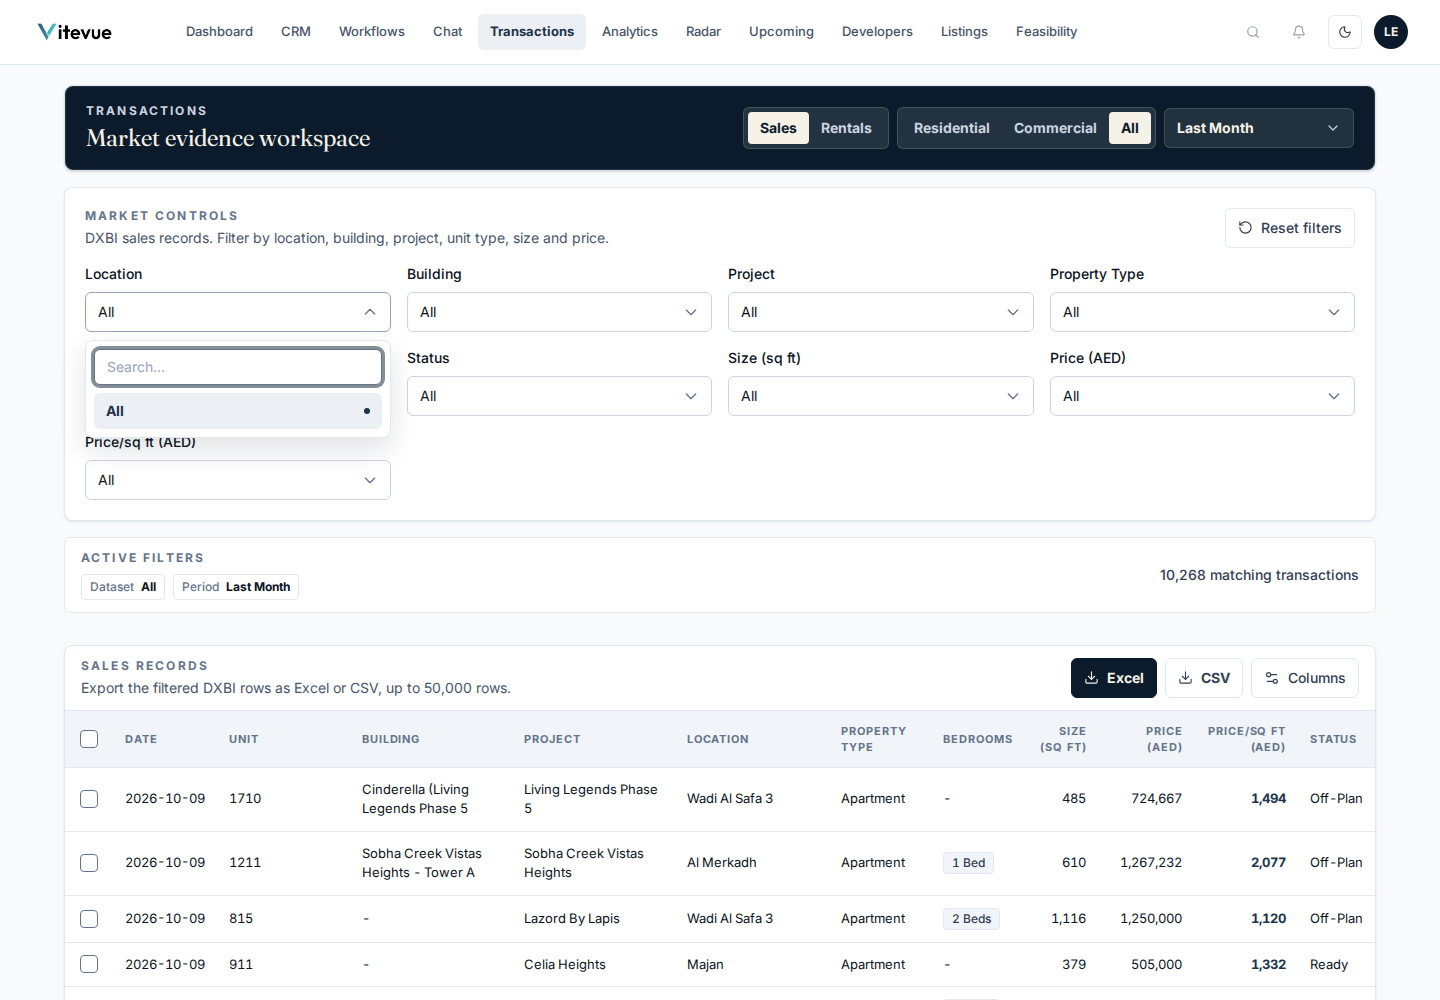 Vitevue
Dashboard CRM Workflows Chat Transactions Analytics Radar Upcoming Developers Listings Feasibility LE
TRANSACTIONS
Market evidence workspace
Sales Rentals Residential Commercial All Last Month
MARKET CONTROLS
DXBI sales records. Filter by location, building, project, unit type, size and price.
Reset filters
Location Building Project Property Type
All All All All
Search...
All
Status Size (sq ft) Price (AED)
All All All
Price/sq ft (AED)
All
ACTIVE FILTERS
Dataset All Period Last Month
10,268 matching transactions
SALES RECORDS
Export the filtered DXBI rows as Excel or CSV, up to 50,000 rows.
Excel CSV Columns
DATE UNIT BUILDING PROJECT LOCATION PROPERTY TYPE BEDROOMS SIZE (SQ FT) PRICE (AED) PRICE/SQ FT (AED) STATUS
2026-10-09 1710 Cinderella (Living Legends Phase 5 Living Legends Phase 5 Wadi Al Safa 3 Apartment - 485 724,667 1,494 Off-Plan
2026-10-09 1211 Sobha Creek Vistas Heights - Tower A Sobha Creek Vistas Heights Al Merkadh Apartment 1 Bed 610 1,267,232 2,077 Off-Plan
2026-10-09 815 - Lazord By Lapis Wadi Al Safa 3 Apartment 2 Beds 1,116 1,250,000 1,120 Off-Plan
2026-10-09 911 - Celia Heights Majan Apartment - 379 505,000 1,332 Ready